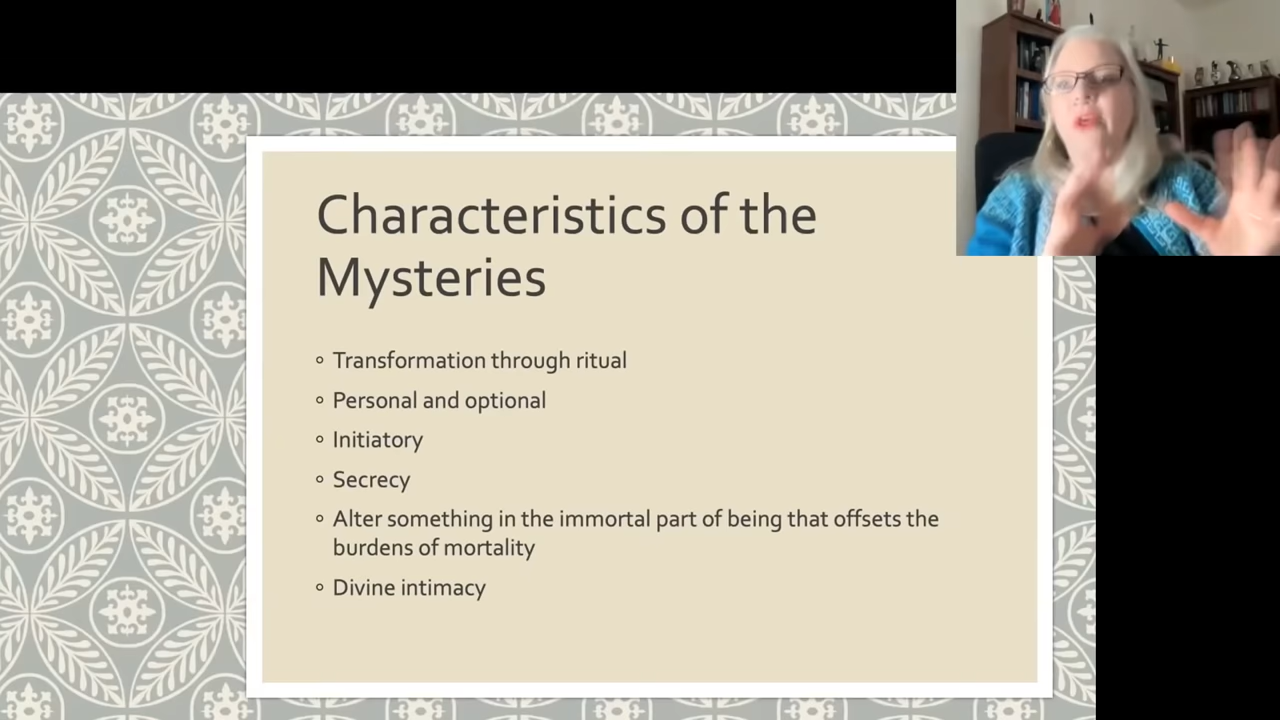 Characteristics of the
Mysteries
◦ Transformation through ritual
◦ Personal and optional
◦ Initiatory
◦ Secrecy
◦ Alter something in the immortal part of being that offsets the
burdens of mortality
◦ Divine intimacy